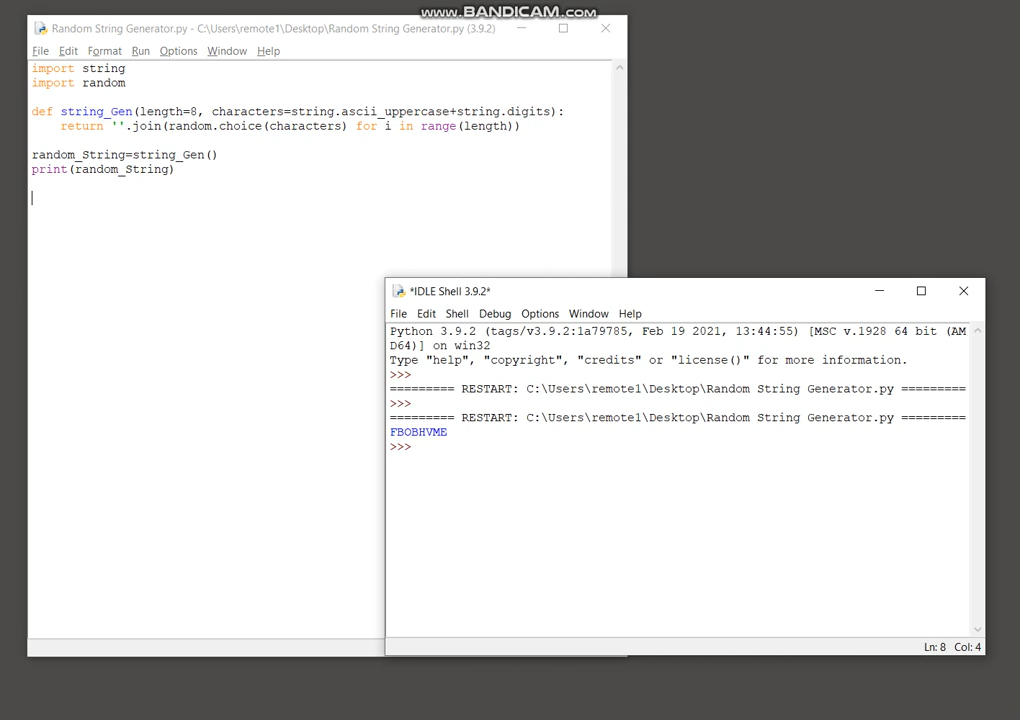 www.BANDICAM.com
Random String Generator.py - C:\Users\remote1\Desktop\Random String Generator.py (3.9.2)
File Edit Format Run Options Window Help
import string
import random
def string_Gen(length=8, characters=string.ascii_uppercase+string.digits):
    return ''.join(random.choice(characters) for i in range(length))
random_String=string_Gen()
print(random_String)
*IDLE Shell 3.9.2*
File Edit Shell Debug Options Window Help
Python 3.9.2 (tags/v3.9.2:1a79785, Feb 19 2021, 13:44:55) [MSC v.1928 64 bit (AM
D64)] on win32
Type "help", "copyright", "credits" or "license()" for more information.
>>>
========= RESTART: C:\Users\remote1\Desktop\Random String Generator.py =========
>>>
========= RESTART: C:\Users\remote1\Desktop\Random String Generator.py =========
FBOBHVME
>>>
Ln: 8 Col: 4